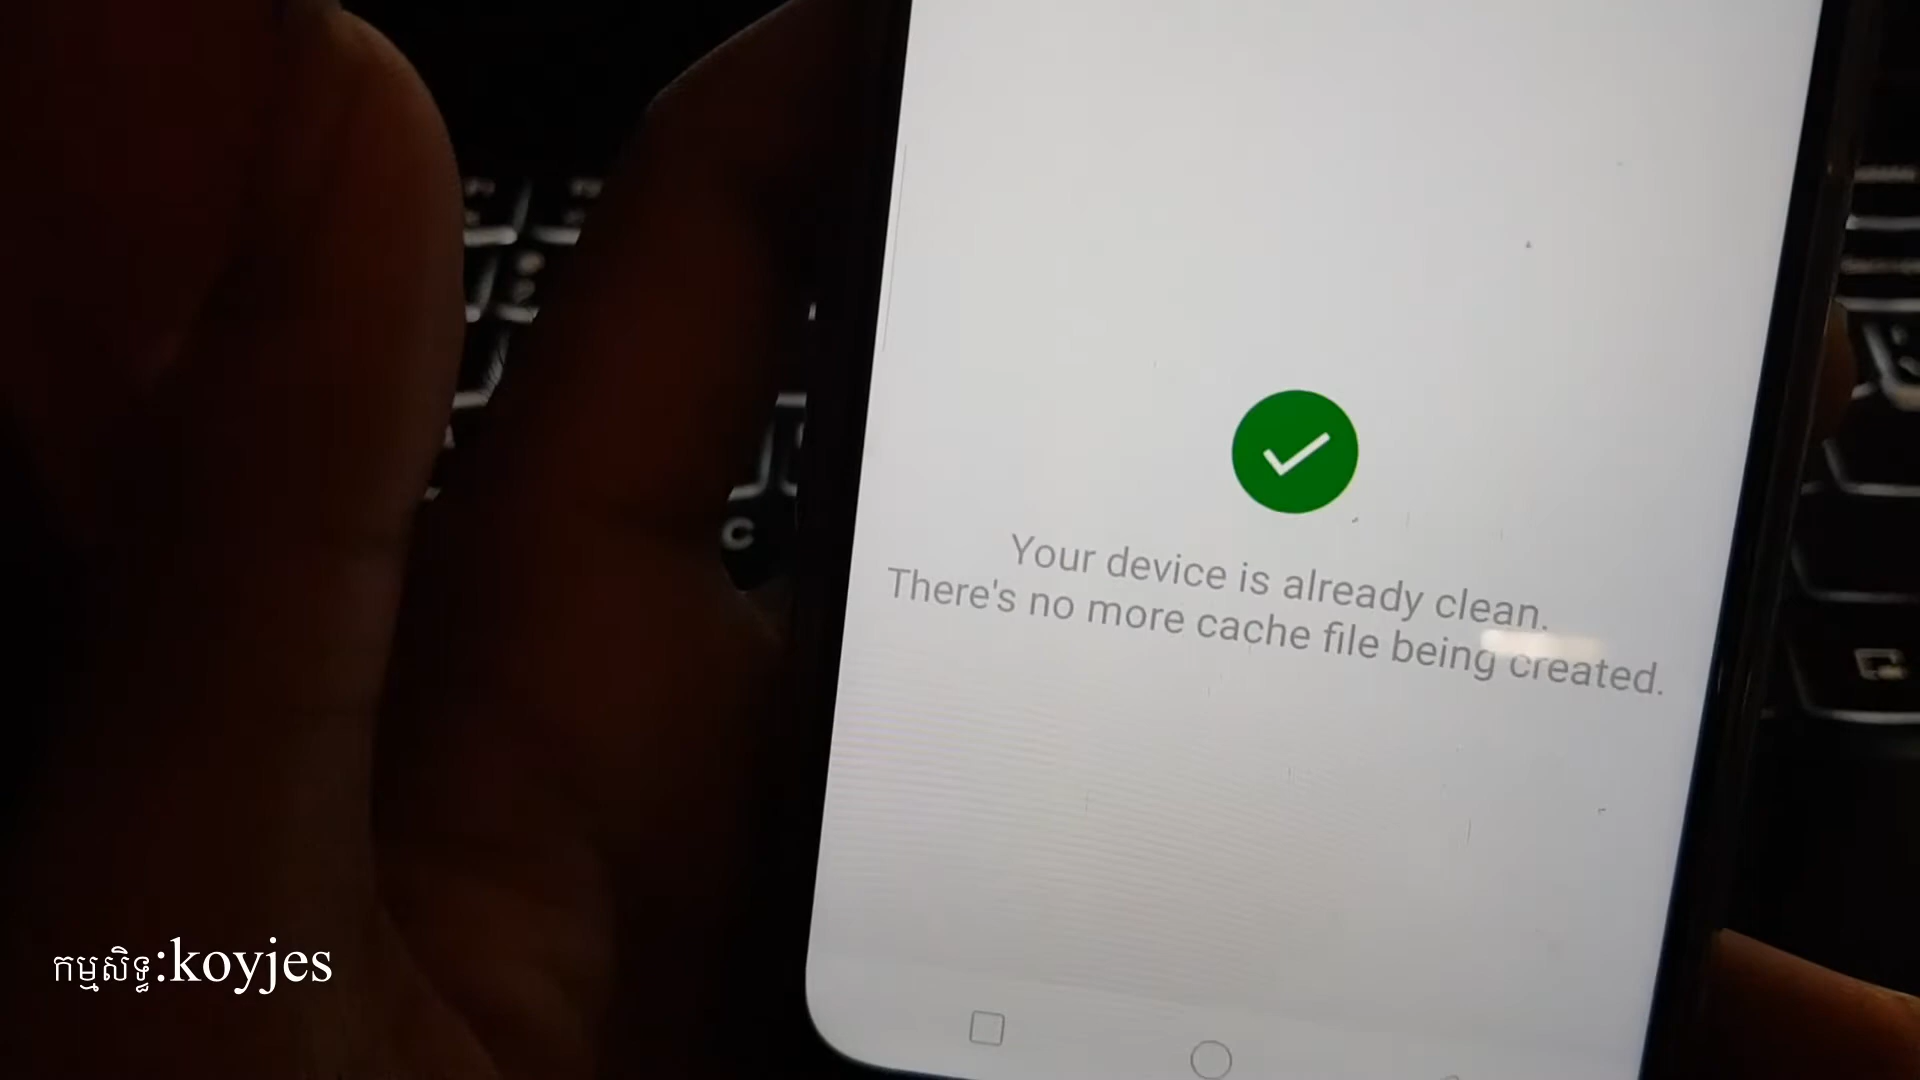 Your device is already clean.
There's no more cache file being created.
C
កម្មសិទ្ធ:koyjes